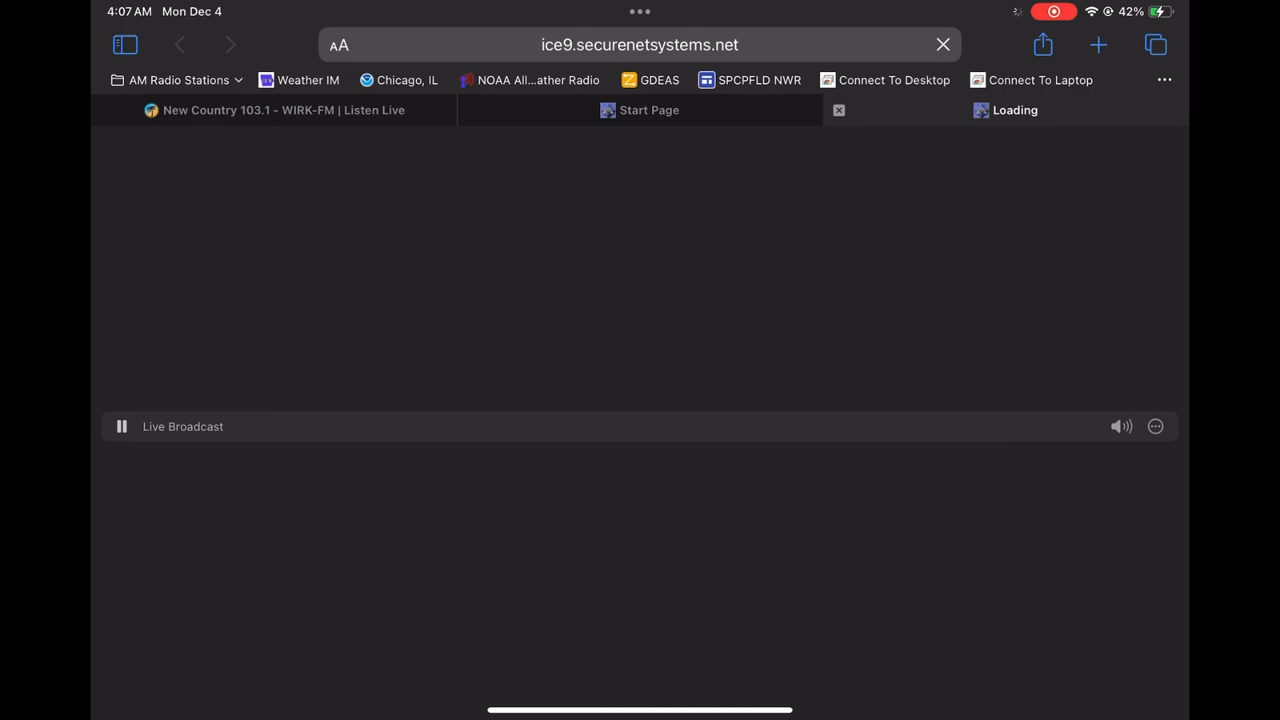 4:07 AM Mon Dec 4
42%
AA ice9.securenetsystems.net
AM Radio Stations Weather IM Chicago, IL NOAA All...ather Radio GDEAS SPCPFLD NWR Connect To Desktop Connect To Laptop
New Country 103.1 - WIRK-FM | Listen Live Start Page Loading
Live Broadcast